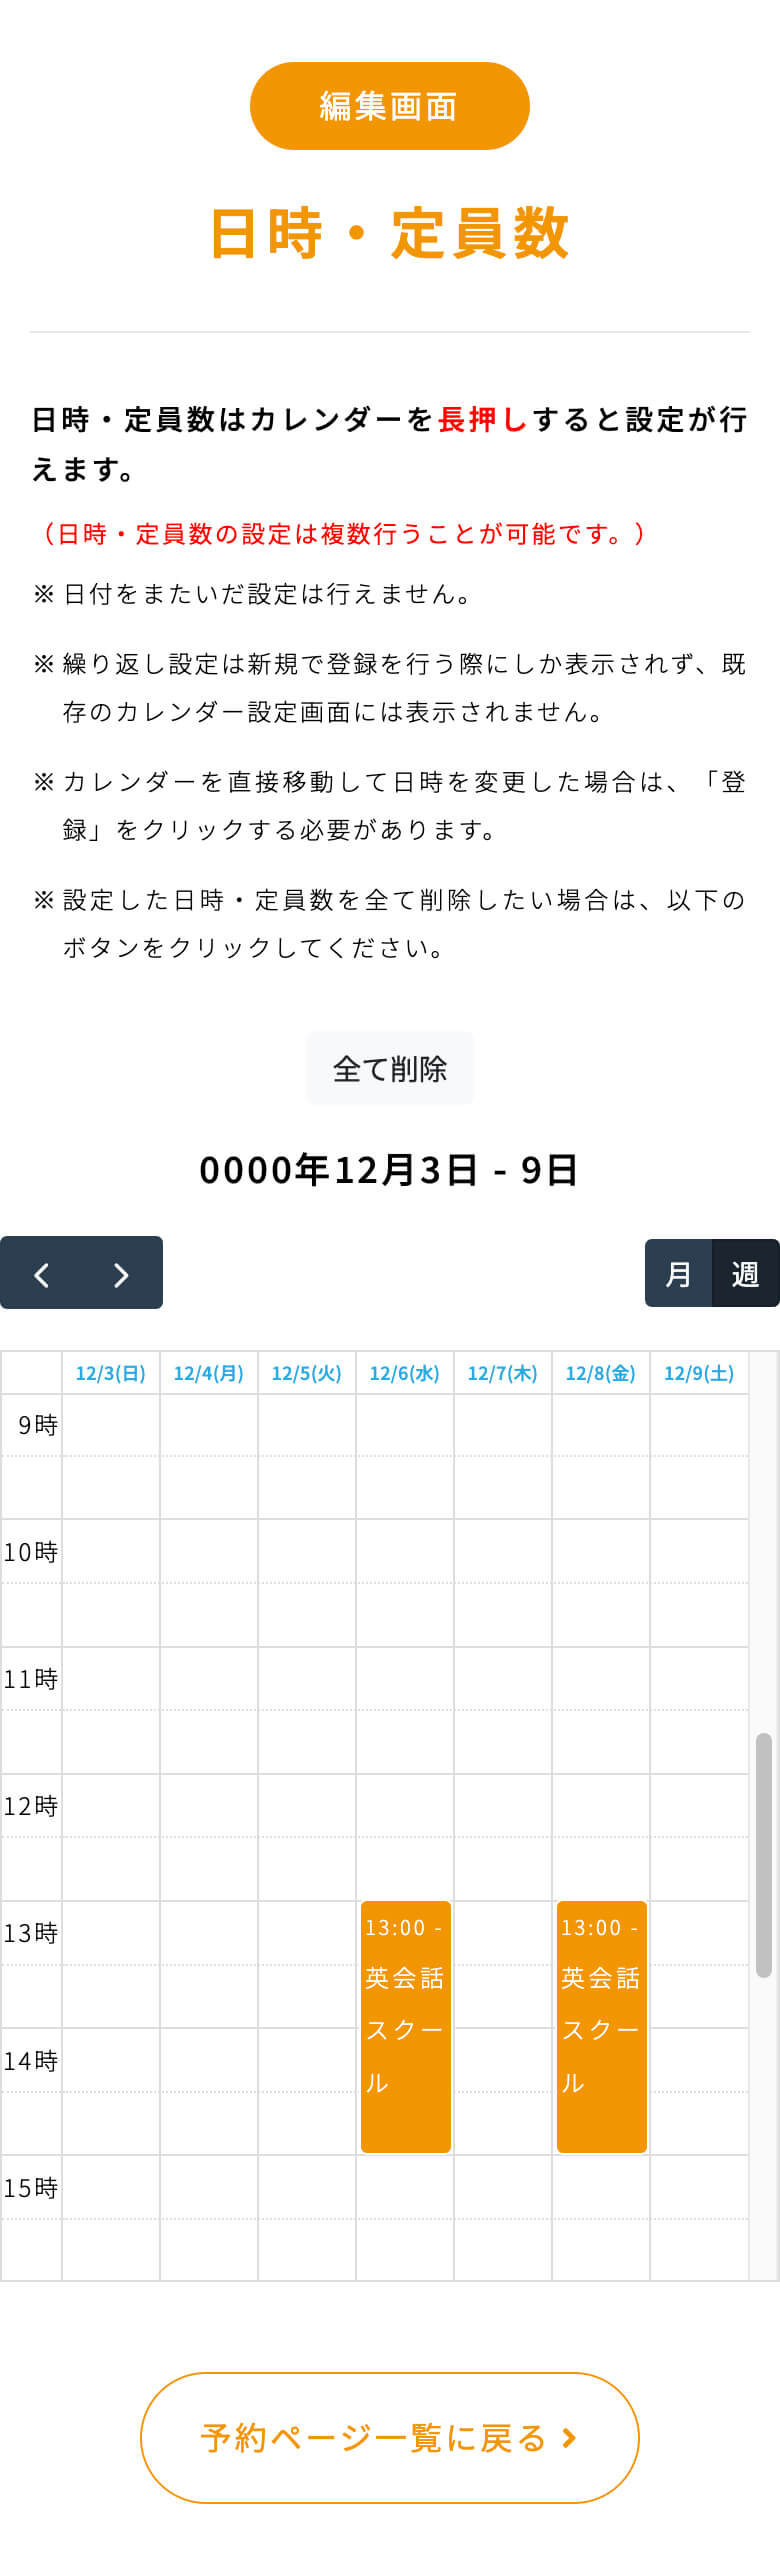 編集画面
日時・定員数
日時・定員数はカレンダーを長押しすると設定が行
えます。
（日時・定員数の設定は複数行うことが可能です。）
※ 日付をまたいだ設定は行えません。
※ 繰り返し設定は新規で登録を行う際にしか表示されず、既
存のカレンダー設定画面には表示されません。
※ カレンダーを直接移動して日時を変更した場合は、「登
録」をクリックする必要があります。
※ 設定した日時・定員数を全て削除したい場合は、以下の
ボタンをクリックしてください。
全て削除
0000年12月3日 - 9日
月 週
12/3(日) 12/4(月) 12/5(火) 12/6(水) 12/7(木) 12/8(金) 12/9(土)
9時
10時
11時
12時
13時
14時
15時
13:00 -
英会話
スクー
ル
13:00 -
英会話
スクー
ル
予約ページ一覧に戻る